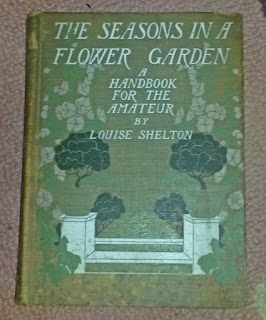 THE SEASONS IN A
FLOWER GARDEN
A
HANDBOOK
FOR THE
AMATEUR
BY
LOUISE SHELTON